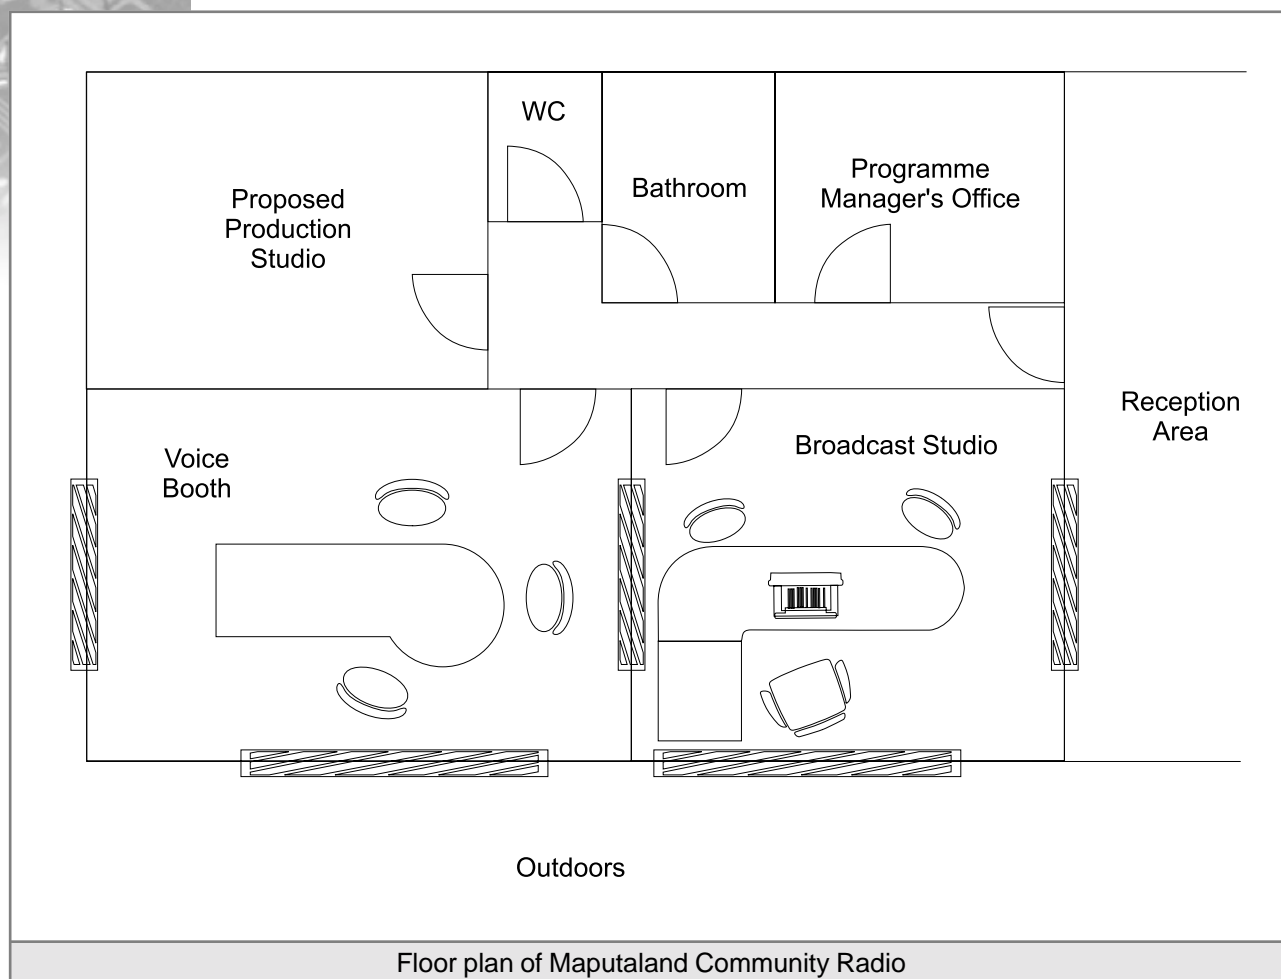 WC
Bathroom
Programme
Manager's Office
Proposed
Production
Studio
Reception
Area
Voice
Booth
Broadcast Studio
Outdoors
Floor plan of Maputaland Community Radio